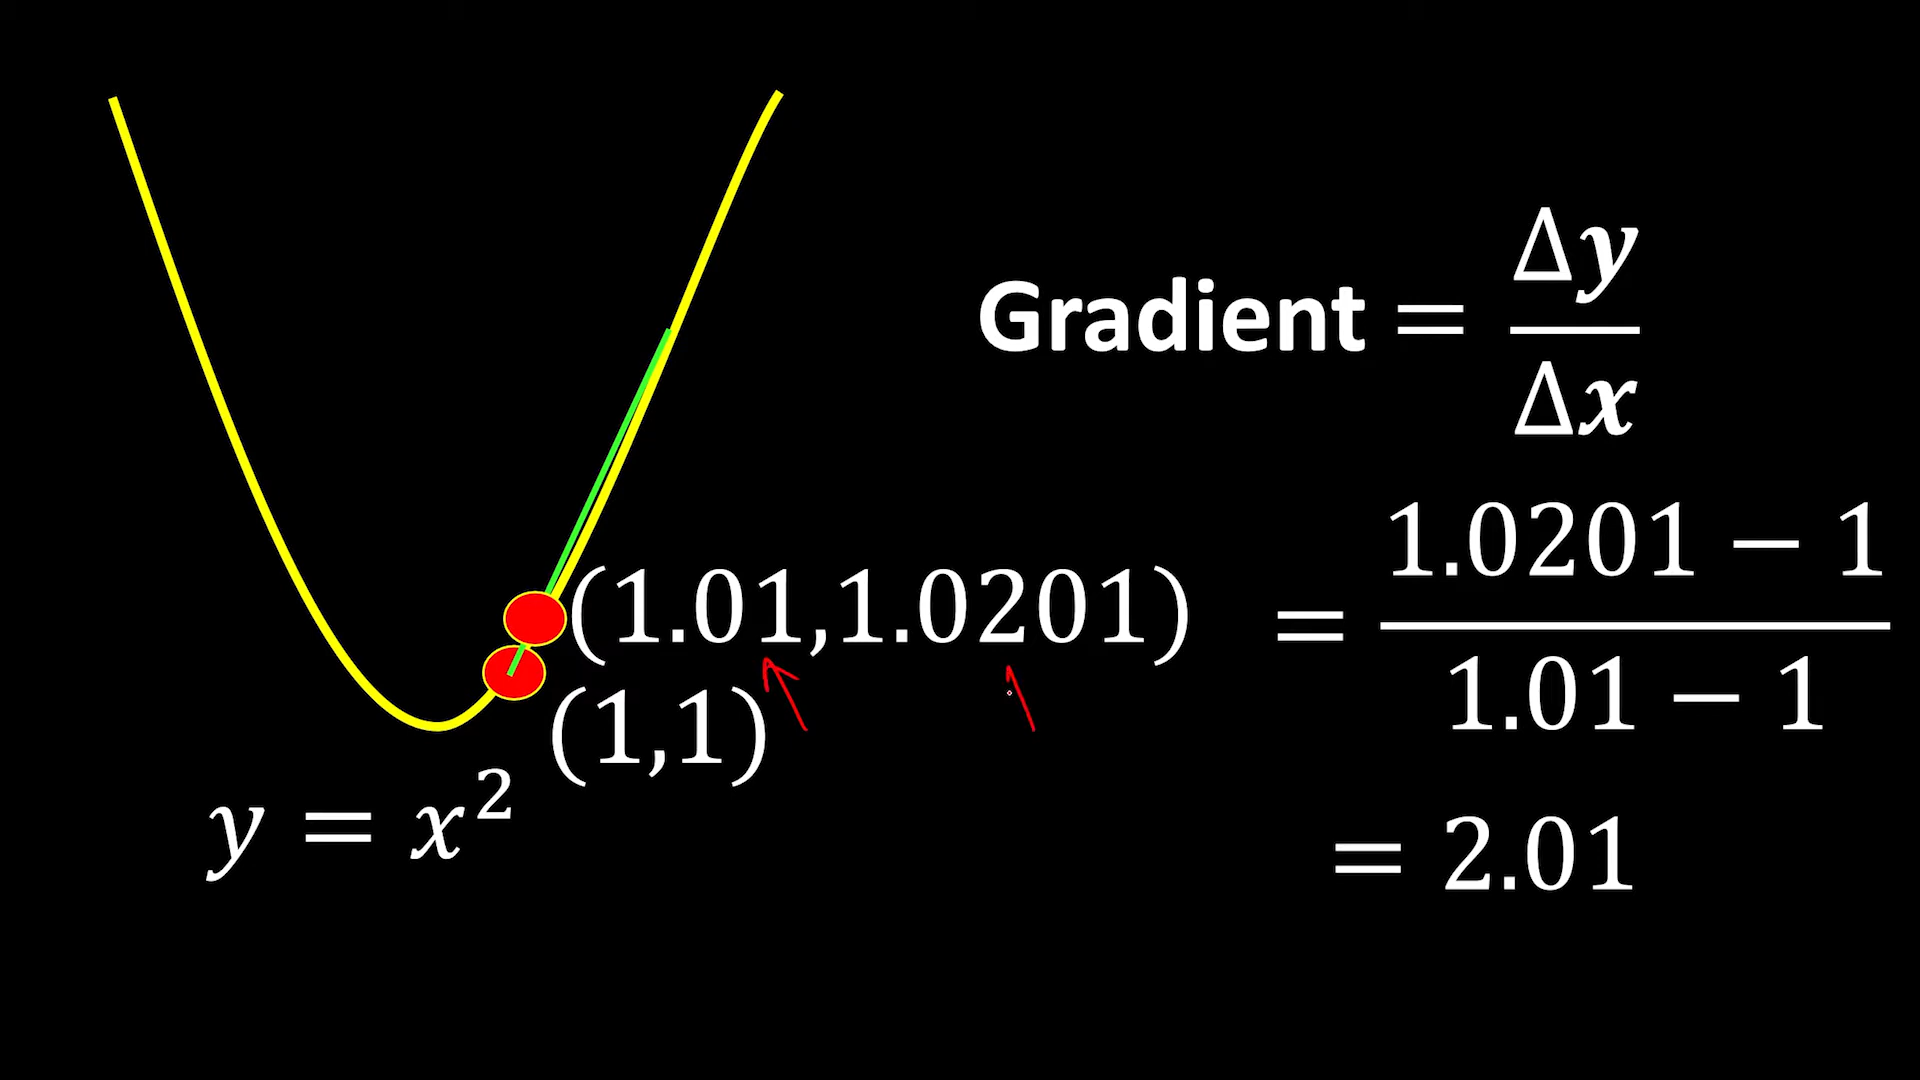 Gradient = Δy/Δx
(1.01,1.0201)
= 1.0201 − 1/1.01 − 1
(1,1)
y = x²
= 2.01